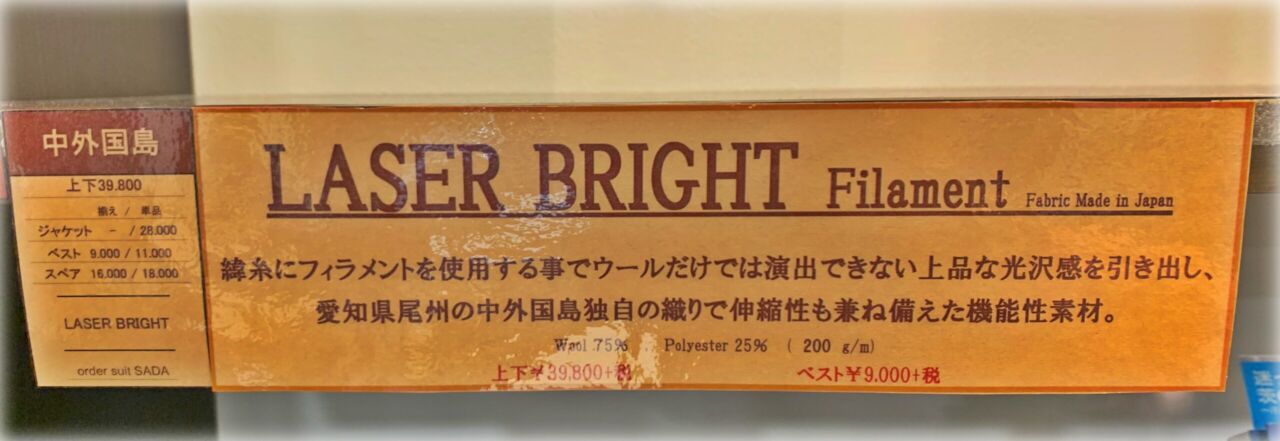 中外国島
上下39.800
揃え / 単品
ジャケット - / 28.000
ベスト 9.000 / 11.000
スペア 16.000 / 18.000
LASER BRIGHT
order suit SADA
LASER BRIGHT Filament Fabric Made in Japan
緯糸にフィラメントを使用する事でウールだけでは演出できない上品な光沢感を引き出し、
愛知県尾州の中外国島独自の織りで伸縮性も兼ね備えた機能性素材。
Wool 75% Polyester 25% ( 200 g/m)
上下¥39,800+税 ベスト¥9.000+税